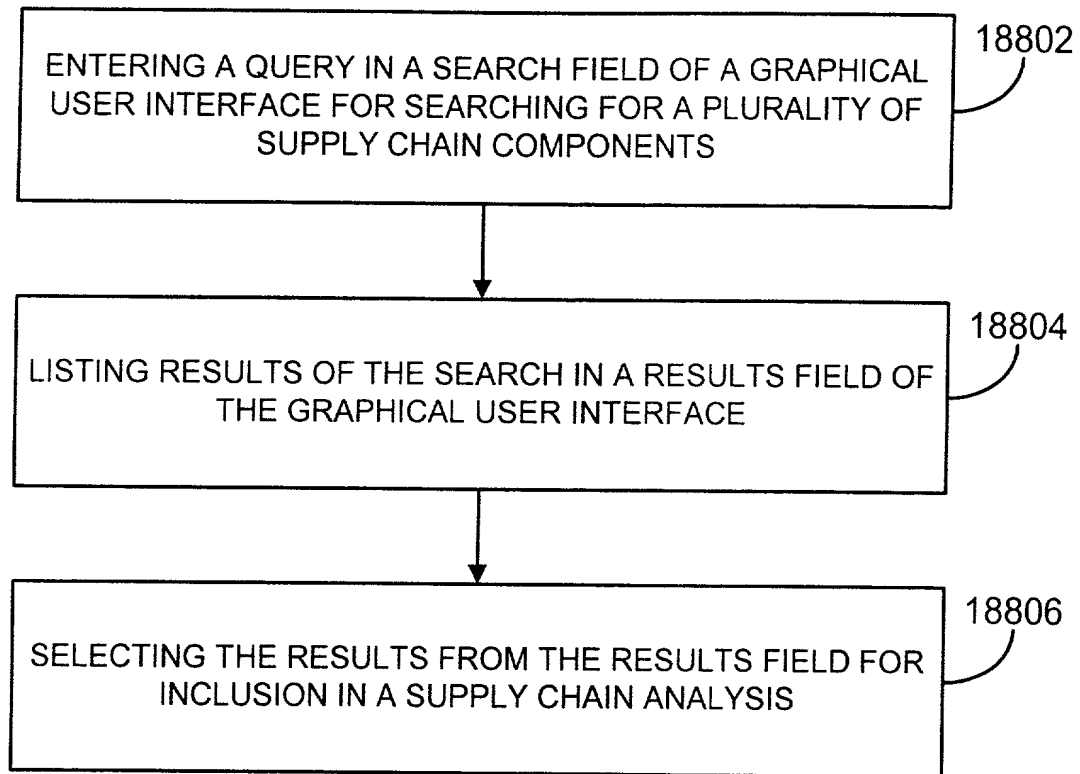 18802
ENTERING A QUERY IN A SEARCH FIELD OF A GRAPHICAL
USER INTERFACE FOR SEARCHING FOR A PLURALITY OF
SUPPLY CHAIN COMPONENTS
18804
LISTING RESULTS OF THE SEARCH IN A RESULTS FIELD OF
THE GRAPHICAL USER INTERFACE
18806
SELECTING THE RESULTS FROM THE RESULTS FIELD FOR
INCLUSION IN A SUPPLY CHAIN ANALYSIS